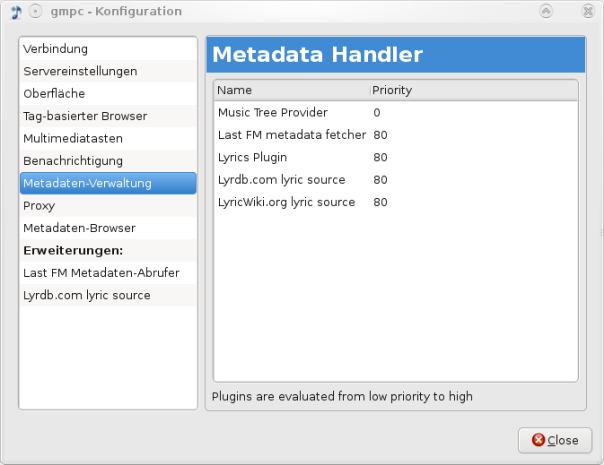 gmpc - Konfiguration
Verbindung
Servereinstellungen
Oberfläche
Tag-basierter Browser
Multimediatasten
Benachrichtigung
Metadaten-Verwaltung
Proxy
Metadaten-Browser
Erweiterungen:
Last FM Metadaten-Abrufer
Lyrdb.com lyric source
Metadata Handler
Name Priority
Music Tree Provider 0
Last FM metadata fetcher 80
Lyrics Plugin 80
Lyrdb.com lyric source 80
LyricWiki.org lyric source 80
Plugins are evaluated from low priority to high
Close